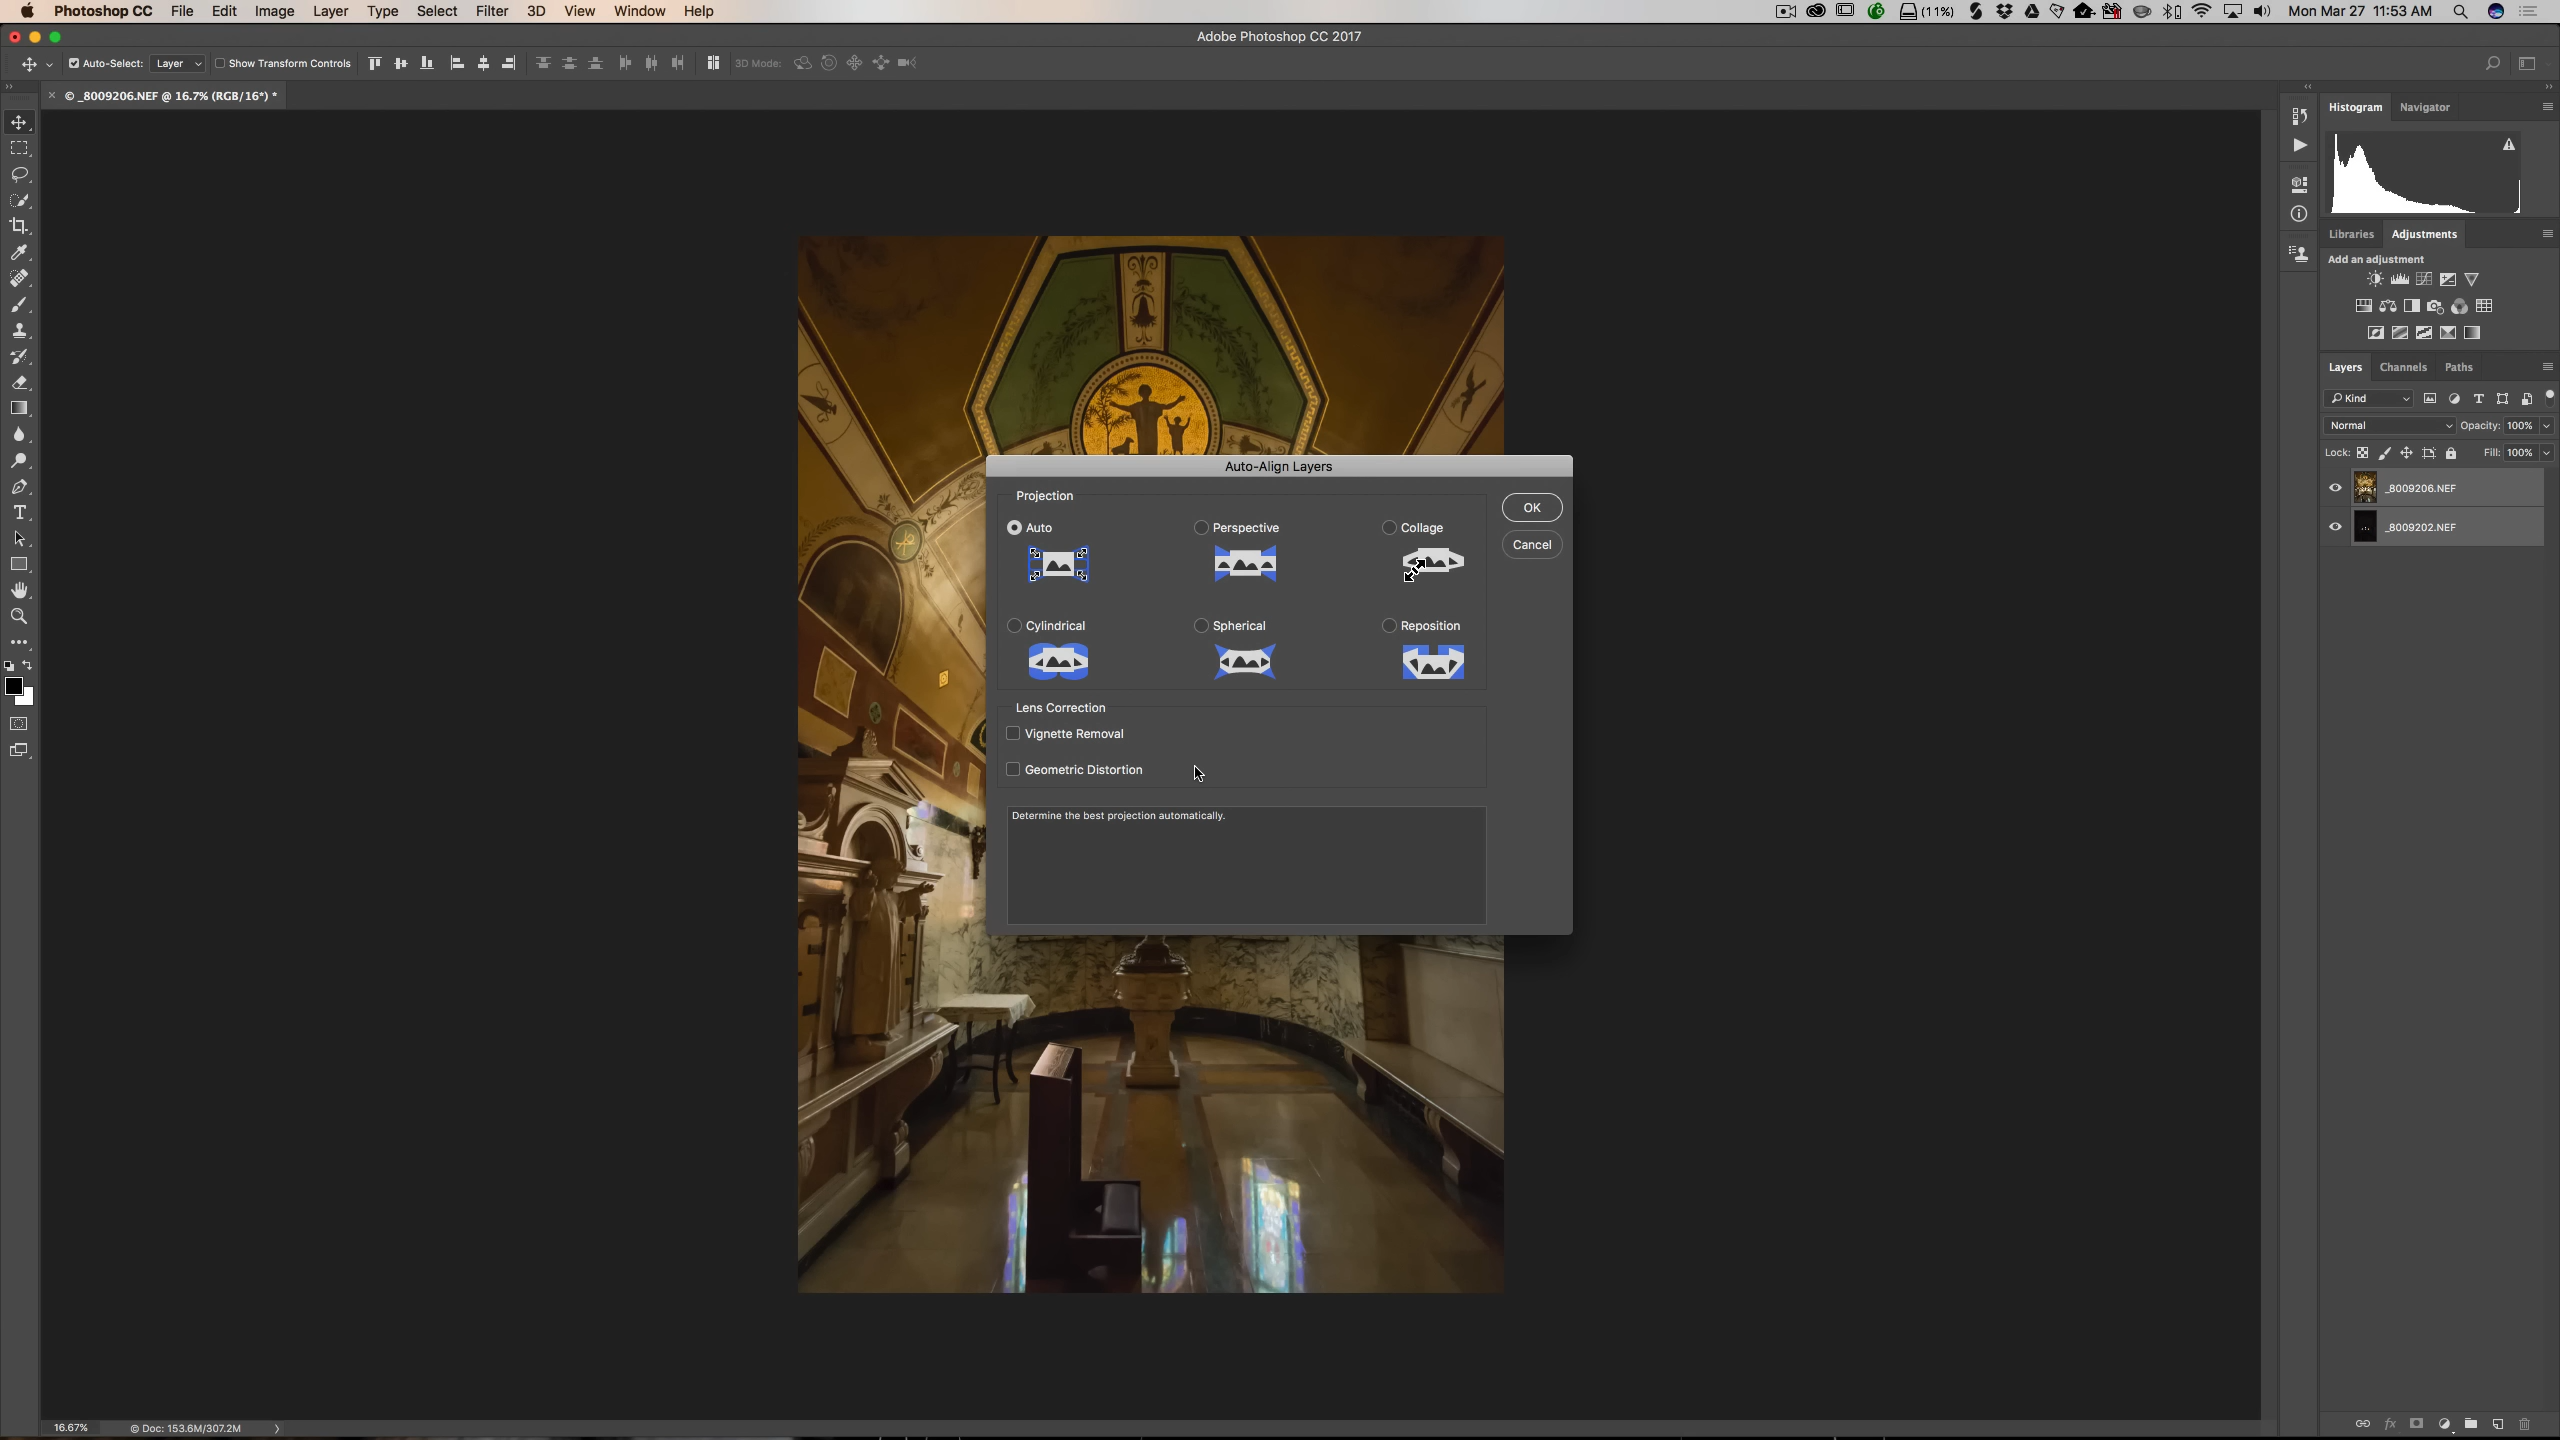 Photoshop CC File Edit Image Layer Type Select Filter 3D View Window Help (11%) Mon Mar 27 11:53 AM
Adobe Photoshop CC 2017
Auto-Select: Layer Show Transform Controls 3D Mode:
© _8009206.NEF @ 16.7% (RGB/16*) *
Histogram Navigator
Libraries Adjustments
Add an adjustment
Layers Channels Paths
Kind
Normal Opacity: 100%
Lock: Fill: 100%
_8009206.NEF
_8009202.NEF
Auto-Align Layers
Projection
Auto Perspective Collage
Cylindrical Spherical Reposition
OK
Cancel
Lens Correction
Vignette Removal
Geometric Distortion
Determine the best projection automatically.
16.67% © Doc: 153.6M/307.2M